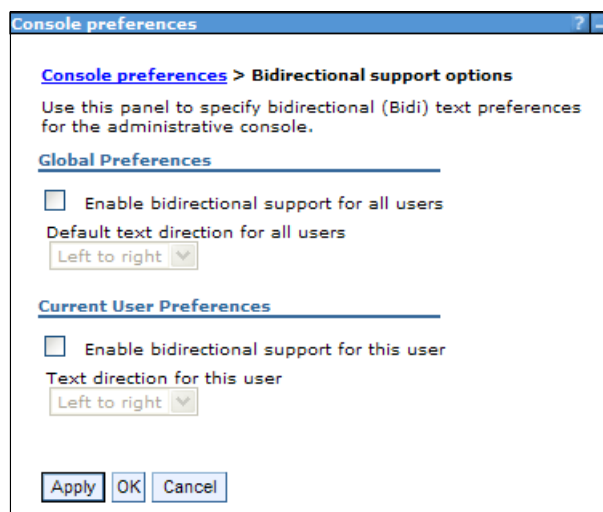 Console preferences ? –
Console preferences > Bidirectional support options
Use this panel to specify bidirectional (Bidi) text preferences
for the administrative console.
Global Preferences
Enable bidirectional support for all users
Default text direction for all users
Left to right
Current User Preferences
Enable bidirectional support for this user
Text direction for this user
Left to right
Apply OK Cancel